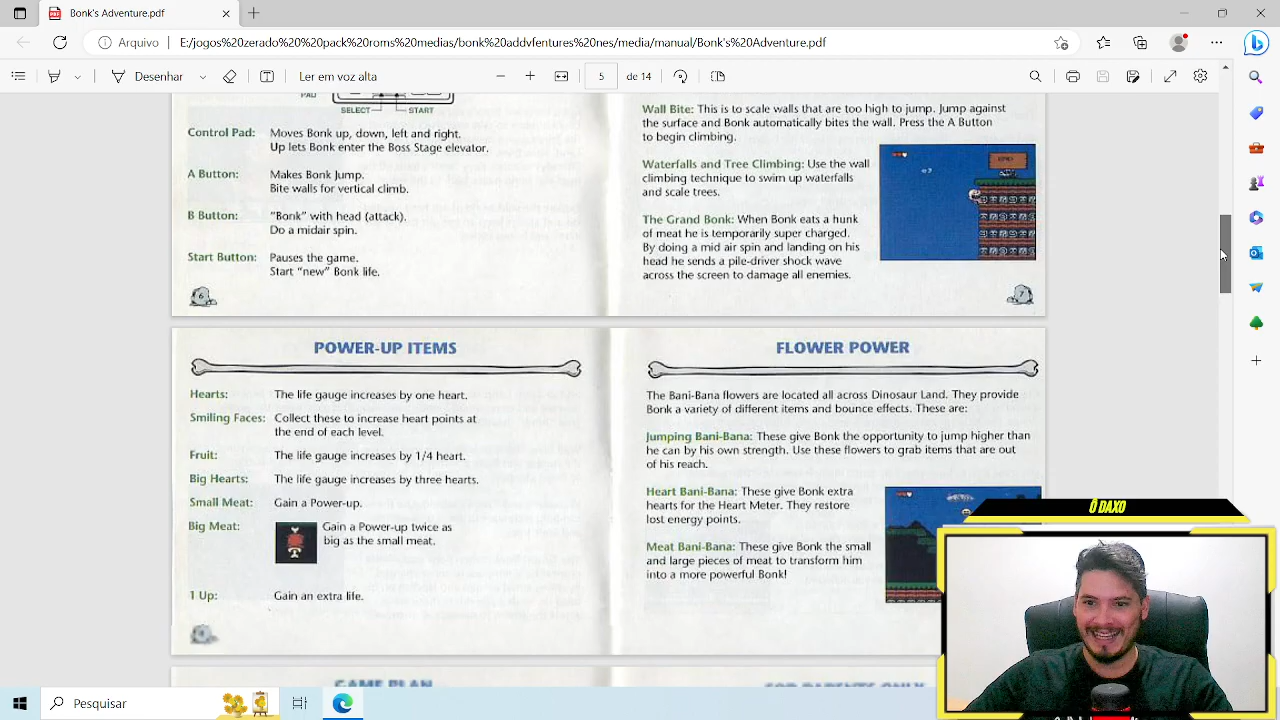 Bonk's Adventure.pdf
Arquivo
E:/jogos%20zerado%20%20pack%20roms%20medias/bonk%20addvfentures%20nes/media/manual/Bonk's%20Adventure.pdf
Desenhar
Ler em voz alta
5
de 14
PAD
SELECT
START
Control Pad: Moves Bonk up, down, left and right.
Up lets Bonk enter the Boss Stage elevator.
A Button: Makes Bonk Jump.
Bite walls for vertical climb.
B Button: "Bonk" with head (attack).
Do a midair spin.
Start Button: Pause the game.
Start "new" Bonk life.
6
Wall Bite: This is to scale walls that are too high to jump. Jump against
the surface and Bonk automatically bites the wall. Press the A Button
to begin climbing.
Waterfalls and Tree Climbing: Use the wall
climbing technique to swim up waterfalls
and scale trees.
The Grand Bonk: When Bonk eats a hunk
of meat he is temporarily super charged.
By doing a mid air spin and landing on his
head he sends a pile-driver shock wave
across the screen to damage all enemies.
7
POWER-UP ITEMS
Hearts: The life gauge increases by one heart.
Smiling Faces: Collect these to increase heart points at
the end of each level.
Fruit: The life gauge increases by 1/4 heart.
Big Hearts: The life gauge increases by three hearts.
Small Meat: Gain a Power-up.
Big Meat: Gain a Power-up twice as
big as the small meat.
1 Up: Gain an extra life.
FLOWER POWER
The Bani-Bana flowers are located all across Dinosaur Land. They provide
Bonk a variety of different items and bounce effects. These are:
Jumping Bani-Bana: These give Bonk the opportunity to jump higher than
he can by his own strength. Use these flowers to grab items that are out
of his reach.
Heart Bani-Bana: These give Bonk extra
hearts for the Heart Meter. They restore
lost energy points.
Meat Bani-Bana: These give Bonk the small
and large pieces of meat to transform him
into a more powerful Bonk!
GAME PLAN
FOR PARENTS ONLY
Ô DAXO
Pesquisar